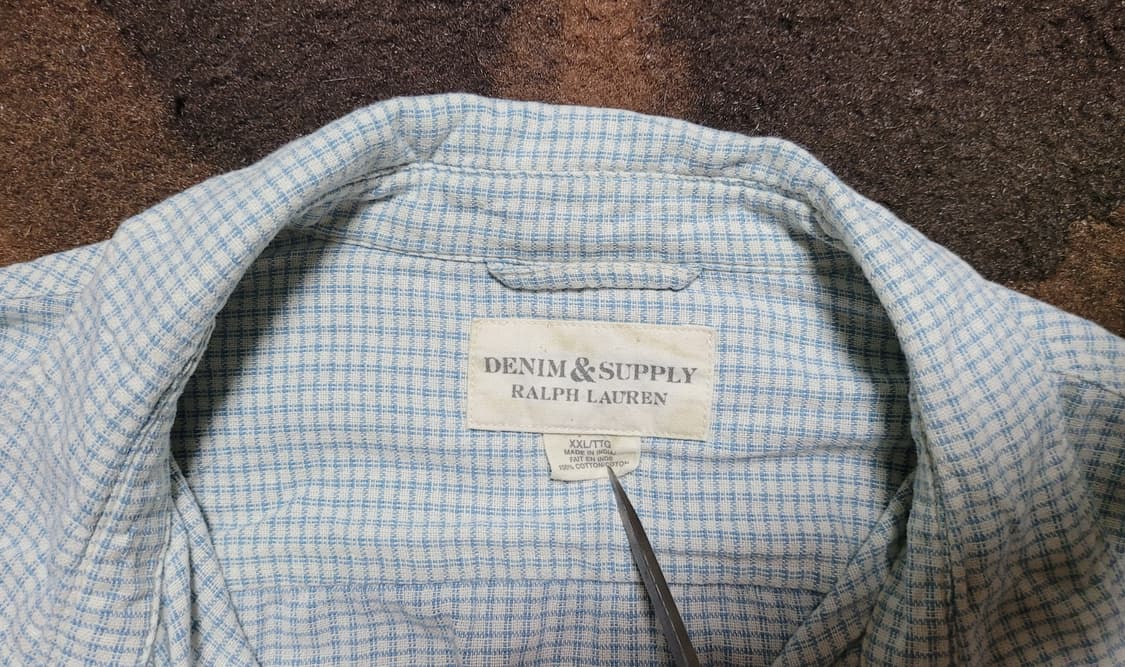 DENIM & SUPPLY
RALPH LAUREN
XXL/TTG
MADE IN INDIA
FAIT EN INDE
100% COTTON/COTON